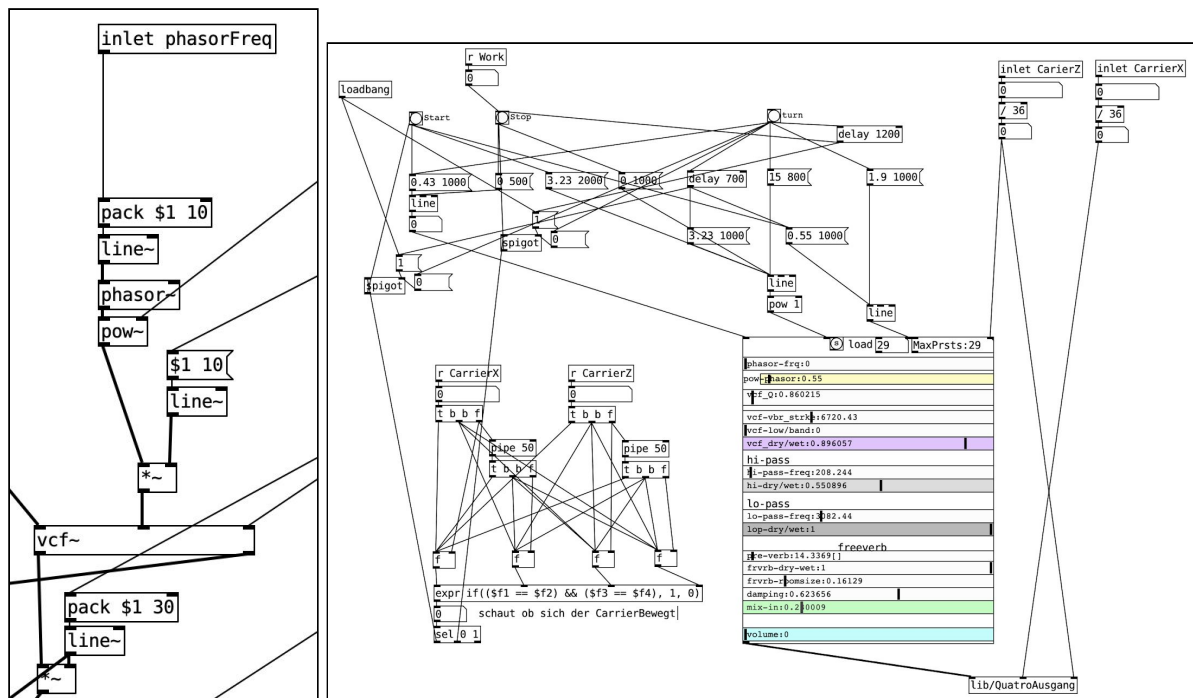 inlet phasorFreq
pack $1 10
line~
phasor~
pow~
$1 10
line~
*~
vcf~
pack $1 30
line~
*~
r Work
0
loadbang
Start
Stop
turn
delay 1200
inlet CarierZ
0
/ 36
0
inlet CarierX
0
/ 36
0
0.43 1000
0 500
3.23 2000
0 1000
delay 700
15 800
1.9 1000
line
0
1
0
spigot
3.23 1000
0.55 1000
1
0
spigot
line
pow 1
line
load
29
MaxPrsts:29
phasor-frq:0
pow-phasor:0.55
vcf_Q:0.860215
vcf-vbr_strke:6720.43
vcf-low/band:0
vcf_dry/wet:0.896057
hi-pass
hi-pass-freq:208.244
hi-dry/wet:0.550896
lo-pass
lo-pass-freq:3082.44
lop-dry/wet:1
freeverb
pre-verb:14.3369[]
frvrb-dry-wet:1
frvrb-roomsize:0.16129
damping:0.623656
volume:0
r CarrierX
0
t b b f
pipe 50
t b b f
r CarrierZ
0
t b b f
pipe 50
t b b f
f
f
f
f
expr if(($f1 == $f2) && ($f3 == $f4), 1, 0)
0
schaut ob sich der CarrierBewegt
sel 0 1
lib/QuatroAusgang